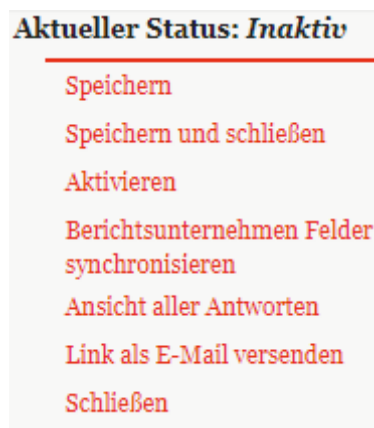 Aktueller Status: Inaktiv
Speichern
Speichern und schließen
Aktivieren
Berichtsunternehmen Felder
synchronisieren
Ansicht aller Antworten
Link als E-Mail versenden
Schließen